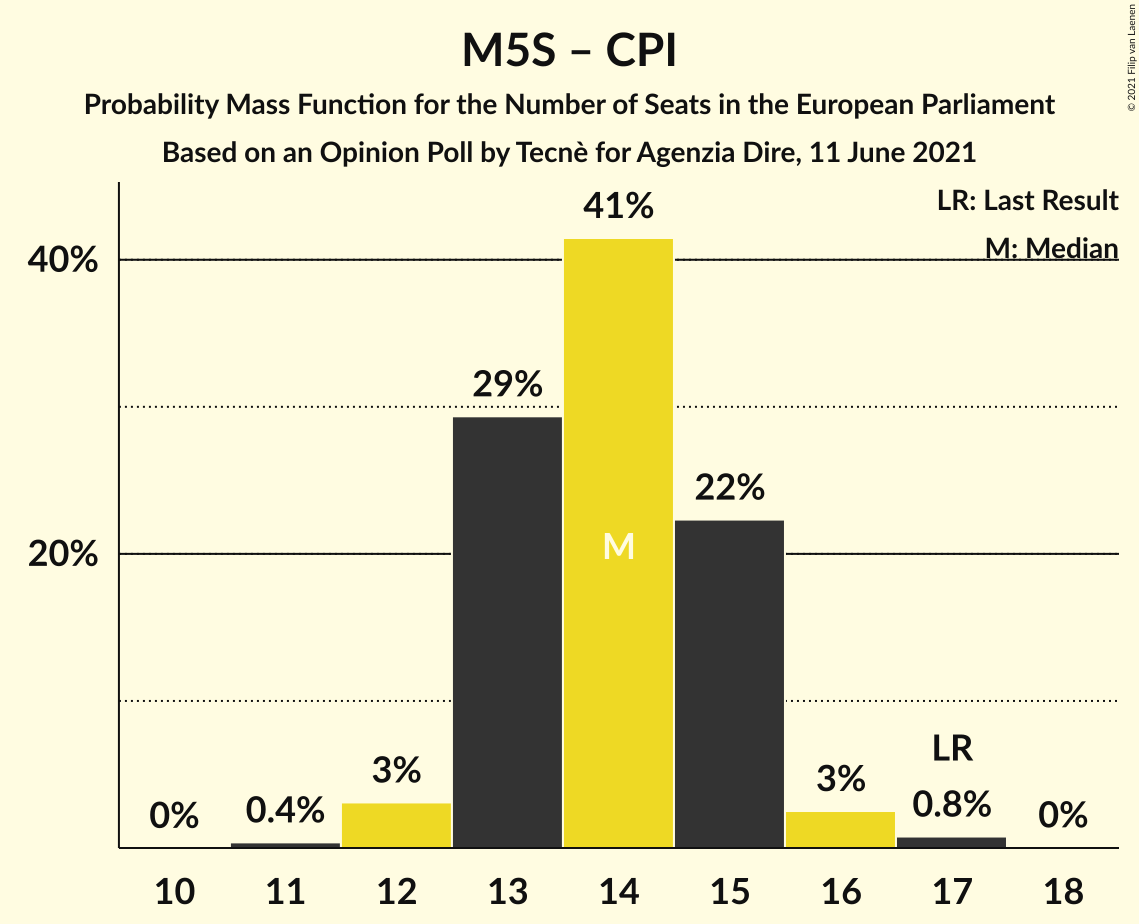 M5S – CPI
Probability Mass Function for the Number of Seats in the European Parliament
Based on an Opinion Poll by Tecnè for Agenzia Dire, 11 June 2021
© 2021 Filip van Laenen
LR: Last Result
M: Median
40%
20%
0%
0.4%
3%
29%
41%
M
22%
3%
LR
0.8%
0%
10 11 12 13 14 15 16 17 18